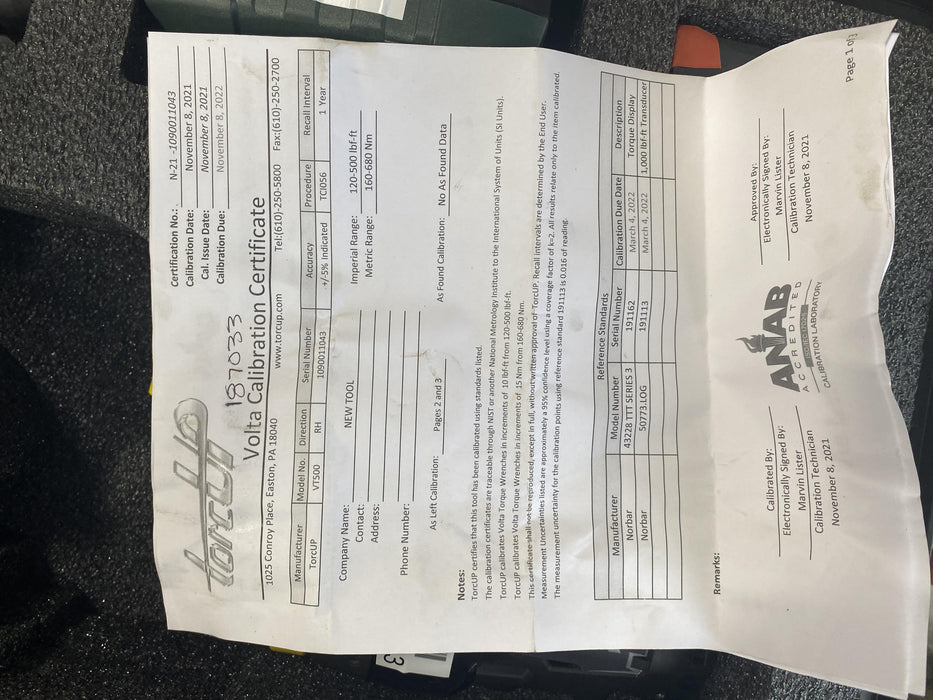 torcUP
Certification No.: N-21 -1090011043
Calibration Date: November 8, 2021
Cal. Issue Date: November 8, 2021
Calibration Due: November 8, 2022
187033
Volta Calibration Certificate
1025 Conroy Place, Easton, PA 18040 www.torcup.com Tel:(610)-250-5800 Fax:(610)-250-2700
Manufacturer Model No. Direction Serial Number Accuracy Procedure Recall Interval
TorcUP VT500 RH 1090011043 +/-5% Indicated TCI056 1 Year
Company Name: NEW TOOL Imperial Range: 120-500 lbf-ft
Contact: Metric Range: 160-680 Nm
Address:
Phone Number:
As Left Calibration: Pages 2 and 3 As Found Calibration: No As Found Data
Notes:
TorcUP certifies that this tool has been calibrated using standards listed.
The calibration certificates are traceable through NIST or another National Metrology Institute to the International System of Units (SI Units).
TorcUP calibrates Volta Torque Wrenches in increments of 10 lbf-ft from 120-500 lbf-ft.
TorcUP calibrates Volta Torque Wrenches in increments of 15 Nm from 160-680 Nm.
This certificate shall not be reproduced, except in full, without written approval of TorcUP. Recall intervals are determined by the End User.
Measurement Uncertainties listed are approximately a 95% confidence level using a coverage factor of k=2. All results relate only to the item calibrated.
The measurement uncertainty for the calibration points using reference standard 191113 is 0.016 of reading.
Reference Standards
Manufacturer Model Number Serial Number Calibration Due Date Description
Norbar 43228 TTT SERIES 3 191162 March 4, 2022 Torque Display
Norbar 50773.LOG 191113 March 4, 2022 1,000 lbf-ft Transducer
Remarks:
Calibrated By: Approved By:
Electronically Signed By: Electronically Signed By:
Marvin Lister Marvin Lister
Calibration Technician Calibration Technician
November 8, 2021 November 8, 2021
ANAB
ACCREDITED
CALIBRATION LABORATORY
Page 1 of 3